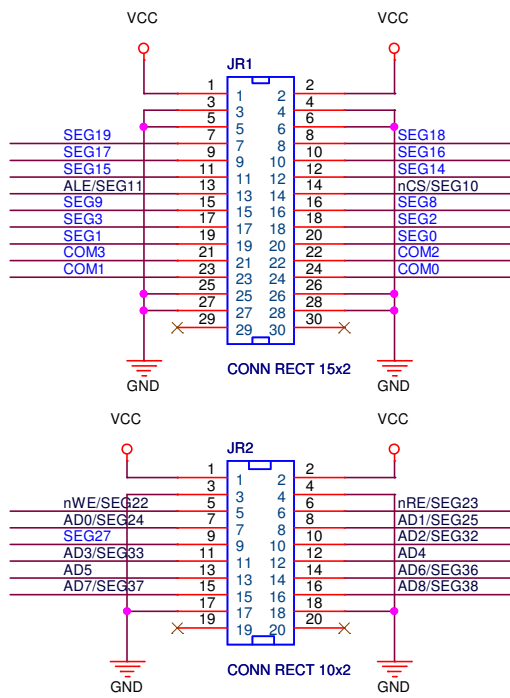 VCC VCC
JR1
1 1 2 2
3 3 4 4
5 5 6 6
SEG19 7 7 8 8 SEG18
SEG17 9 9 10 10 SEG16
SEG15 11 11 12 12 SEG14
ALE/SEG11 13 13 14 14 nCS/SEG10
SEG9 15 15 16 16 SEG8
SEG3 17 17 18 18 SEG2
SEG1 19 19 20 20 SEG0
COM3 21 21 22 22 COM2
COM1 23 23 24 24 COM0
25 25 26 26
27 27 28 28
29 29 30 30
CONN RECT 15x2
GND GND
VCC VCC
JR2
1 1 2 2
3 3 4 4
nWE/SEG22 5 5 6 6 nRE/SEG23
AD0/SEG24 7 7 8 8 AD1/SEG25
SEG27 9 9 10 10 AD2/SEG32
AD3/SEG33 11 11 12 12 AD4
AD5 13 13 14 14 AD6/SEG36
AD7/SEG37 15 15 16 16 AD8/SEG38
17 17 18 18
19 19 20 20
CONN RECT 10x2
GND GND